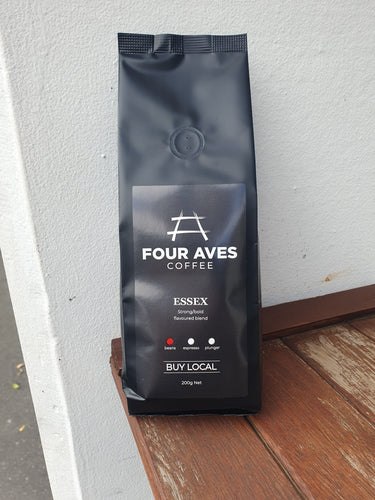 FOUR AVES
COFFEE
ESSEX
Strong/bold
flavoured blend
beans espresso plunger
BUY LOCAL
200g Net